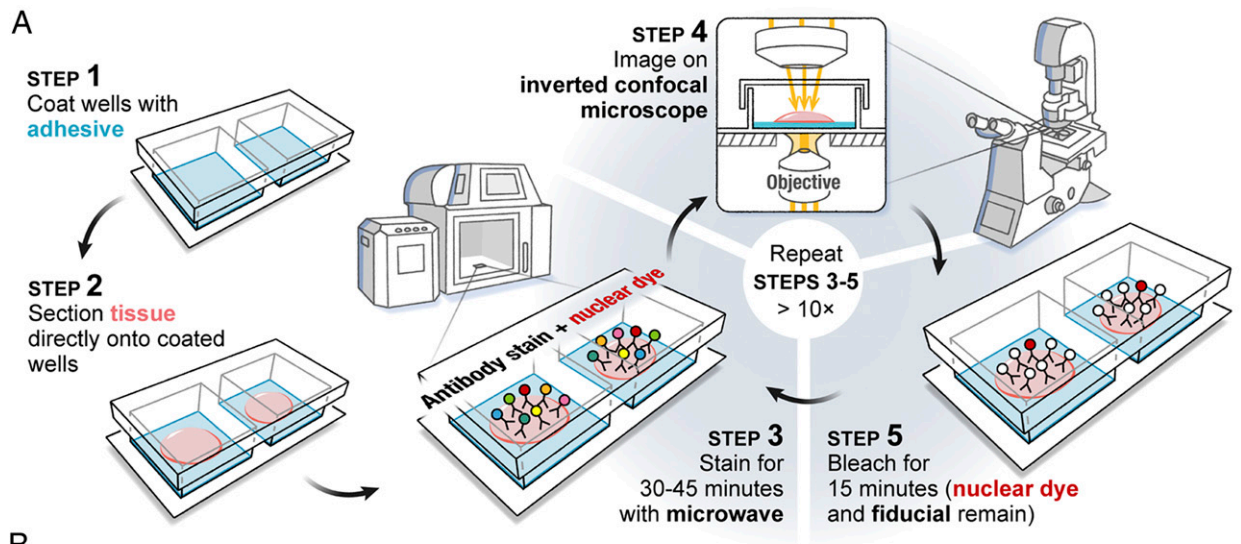 A
STEP 1
Coat wells with
adhesive
STEP 2
Section tissue
directly onto coated
wells
Antibody stain + nuclear dye
STEP 3
Stain for
30-45 minutes
with microwave
STEP 4
Image on
inverted confocal
microscope
Objective
Repeat
STEPS 3-5
> 10×
STEP 5
Bleach for
15 minutes (nuclear dye
and fiducial remain)
B